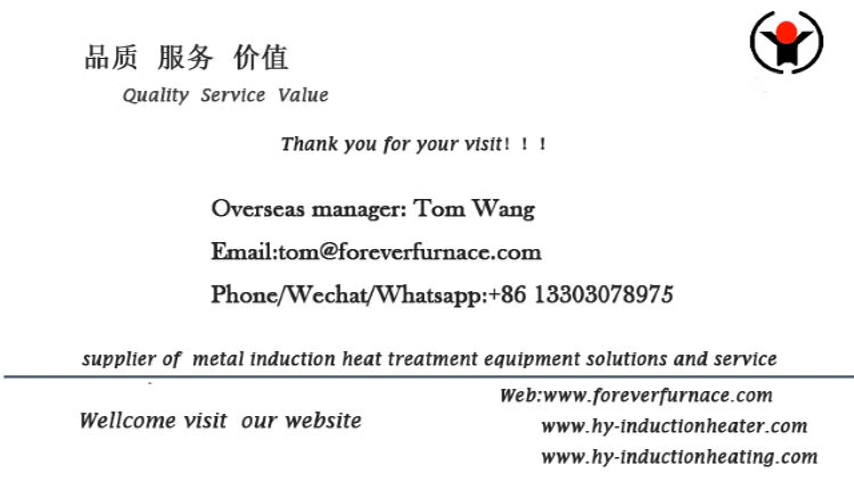 品质 服务 价值
Quality Service Value
Thank you for your visit! ! !
Overseas manager: Tom Wang
Email:tom@foreverfurnace.com
Phone/Wechat/Whatsapp:+86 13303078975
supplier of metal induction heat treatment equipment solutions and service
Web:www.foreverfurnace.com
Wellcome visit our website
www.hy-inductionheater.com
www.hy-inductionheating.com